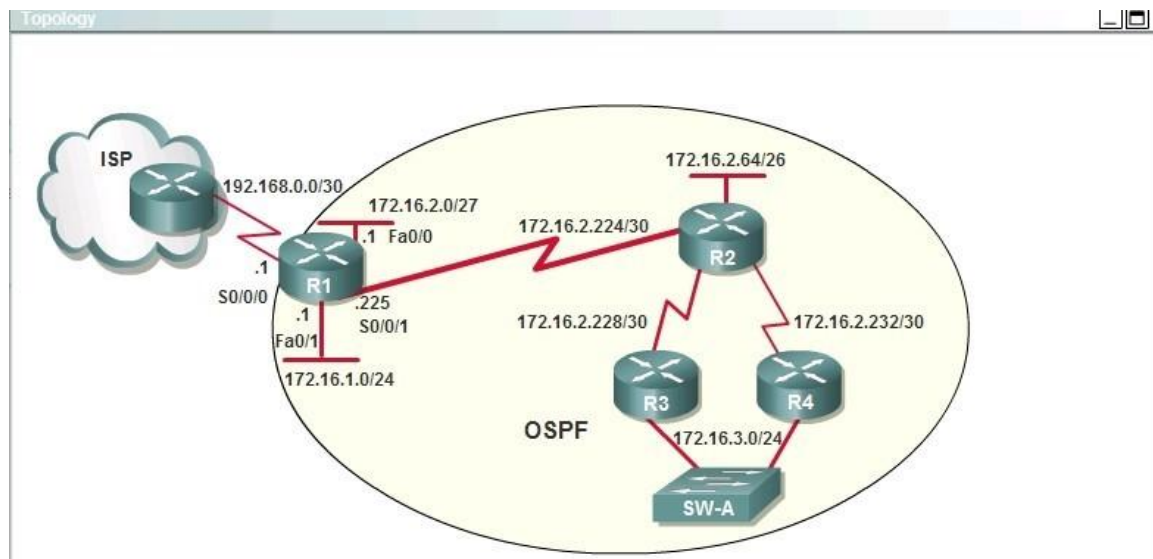 Topology
ISP
192.168.0.0/30
172.16.2.0/27
.1 Fa0/0
.1
S0/0/0
R1
.225
S0/0/1
.1
Fa0/1
172.16.1.0/24
172.16.2.224/30
172.16.2.64/26
R2
172.16.2.228/30
172.16.2.232/30
R3
R4
OSPF
172.16.3.0/24
SW-A